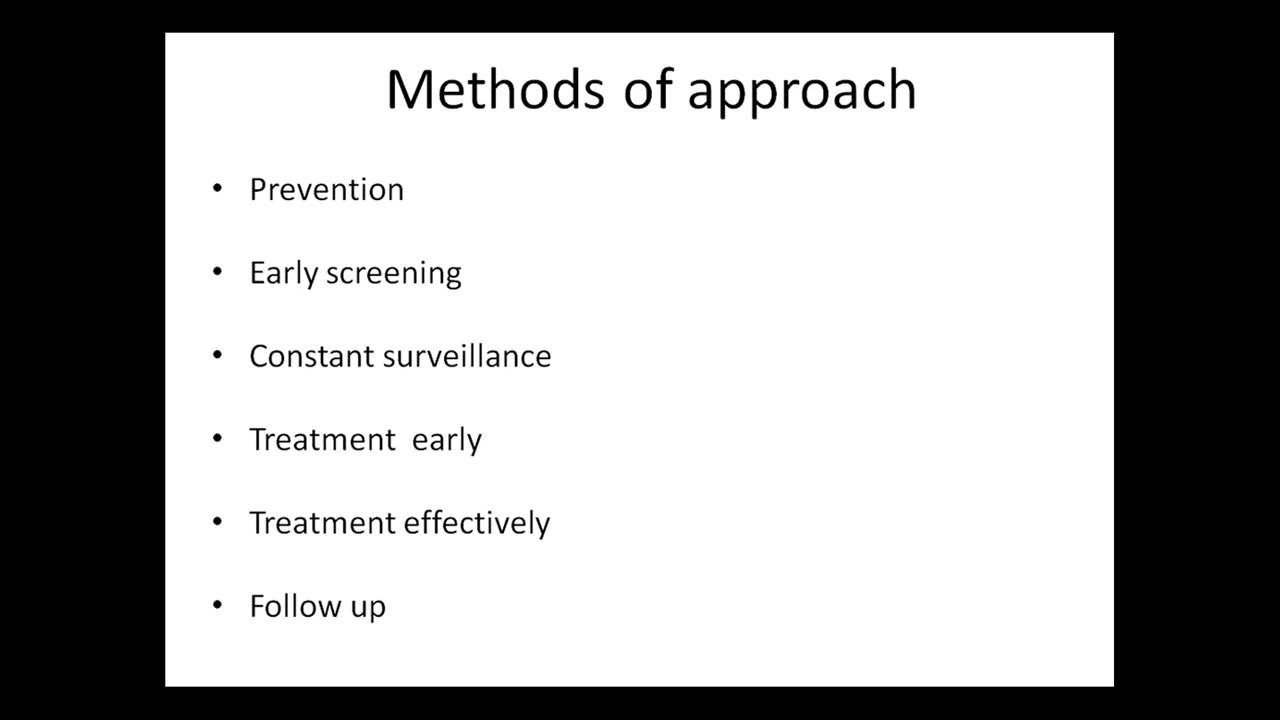 Methods of approach
• Prevention
• Early screening
• Constant surveillance
• Treatment  early
• Treatment effectively
• Follow up